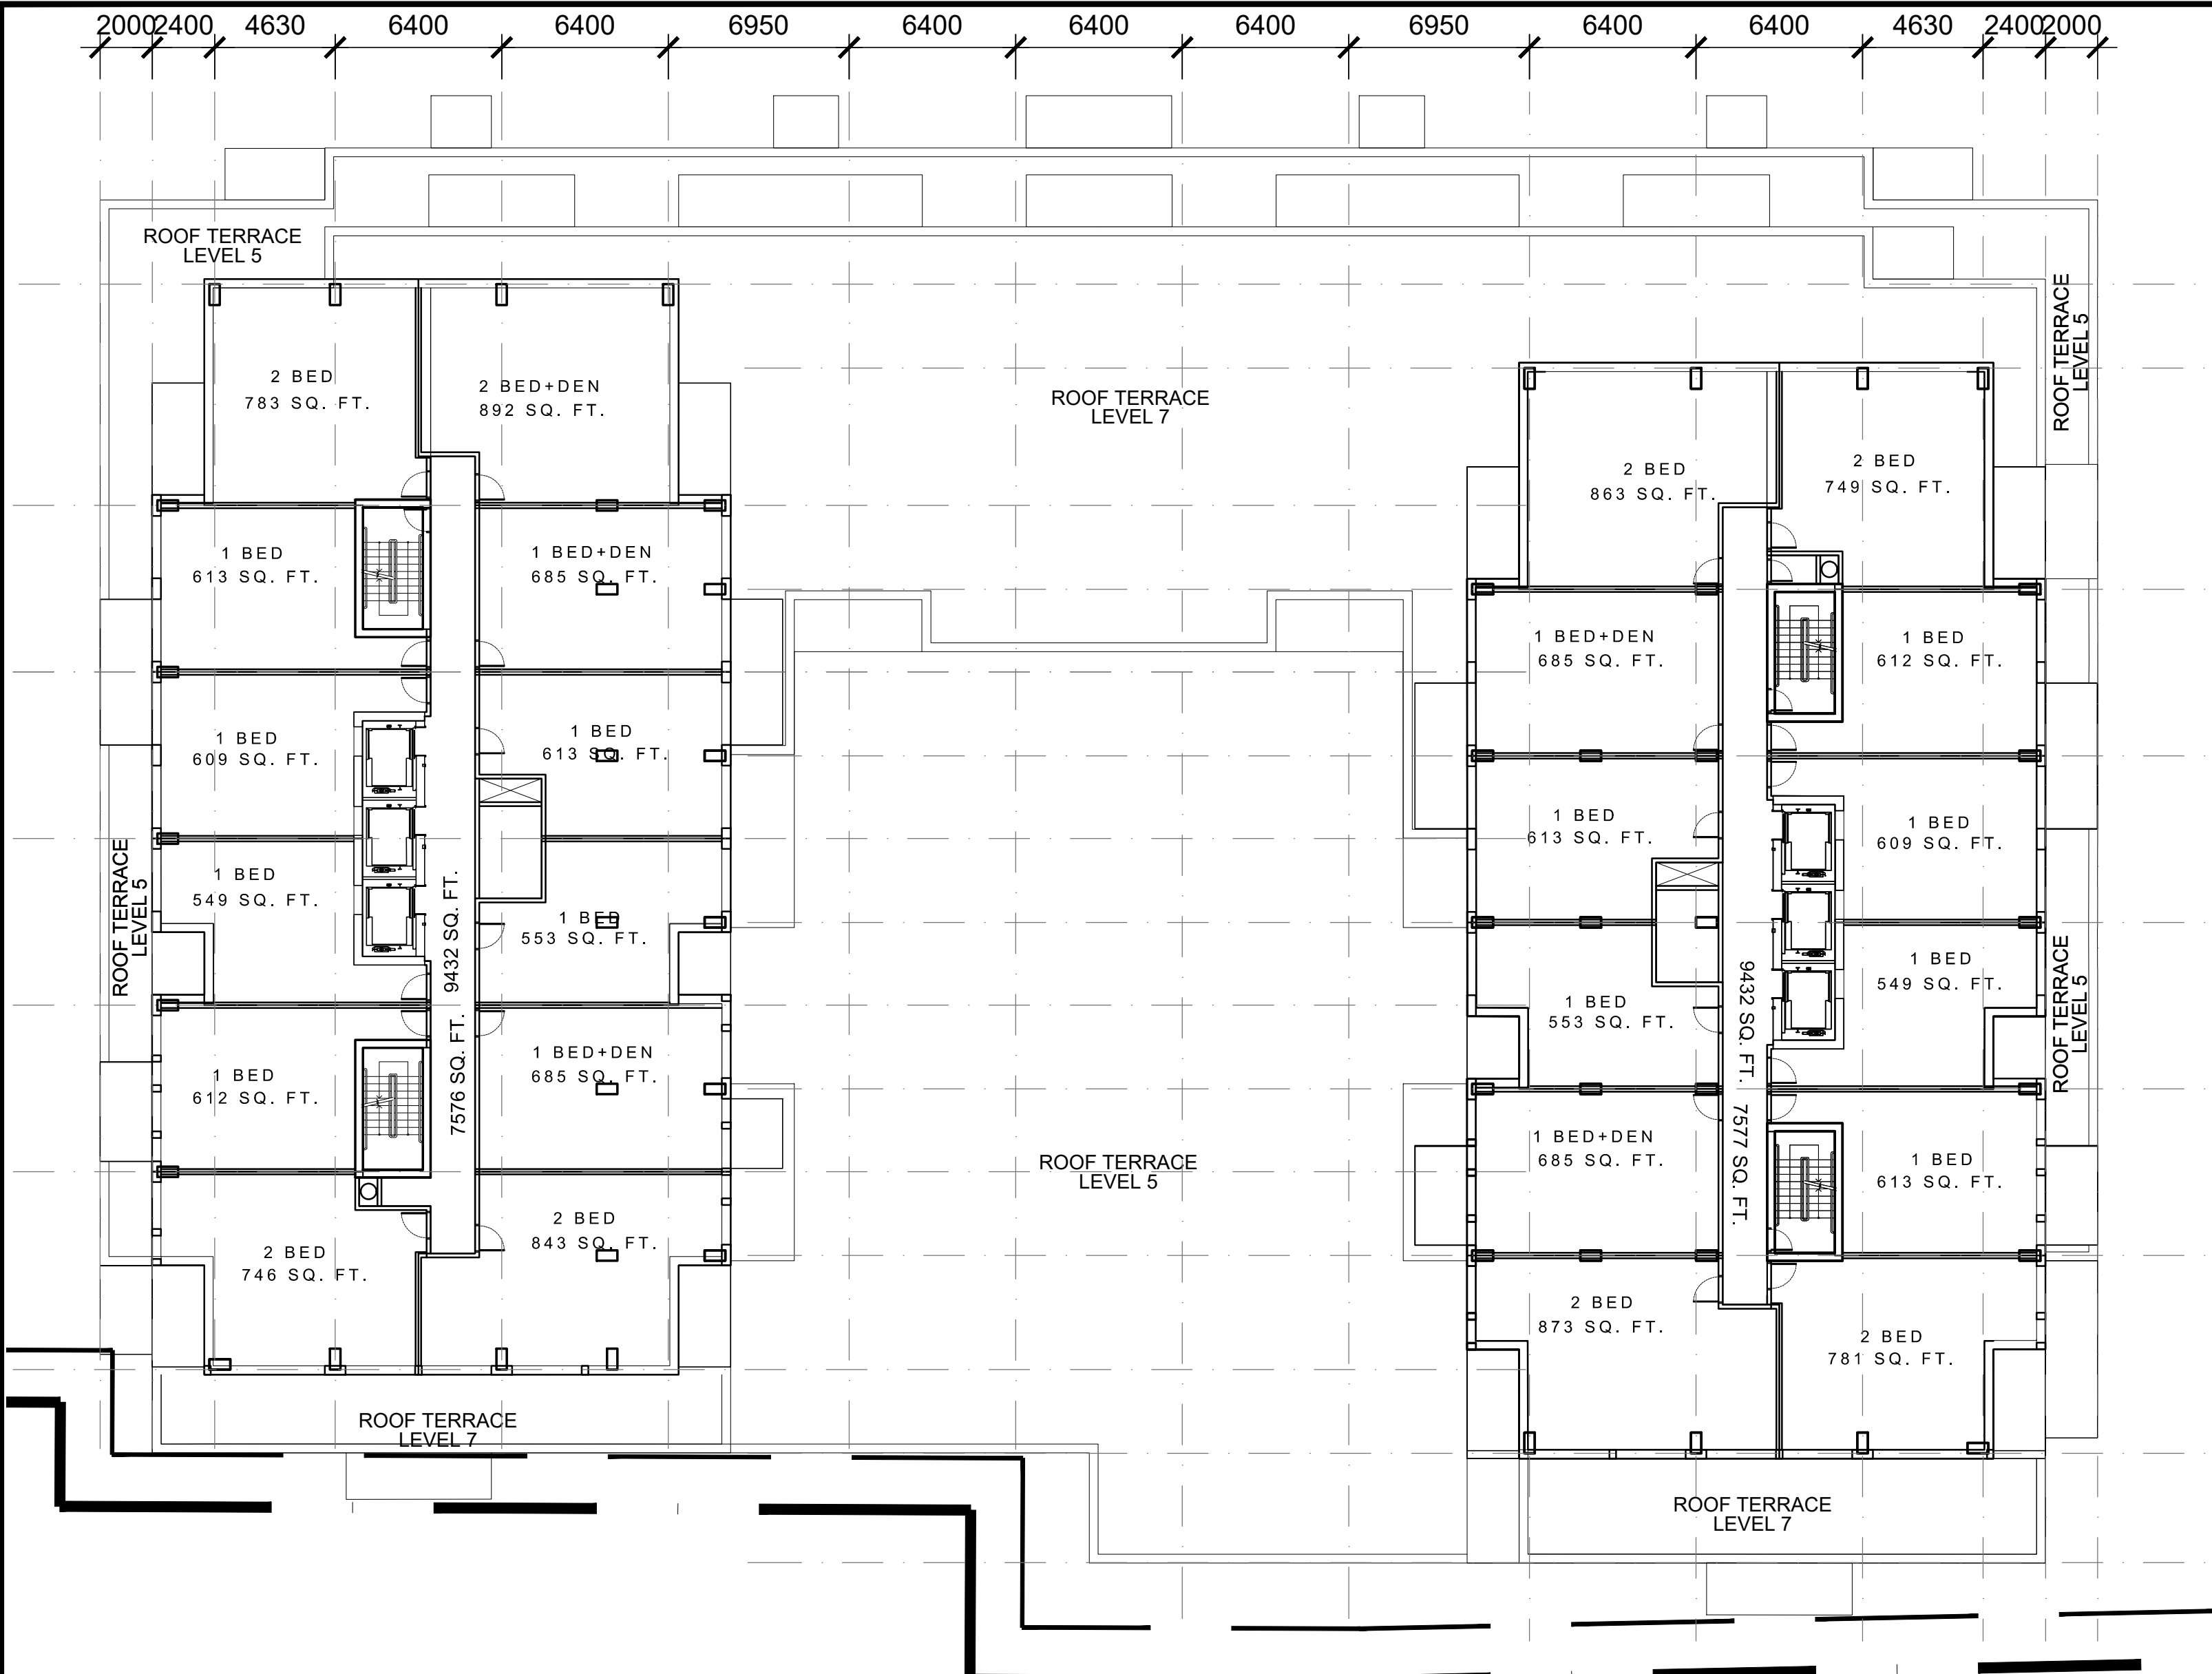 2000 2400 4630 6400 6400 6950 6400 6400 6400 6950 6400 6400 4630 2400 2000
ROOF TERRACE
LEVEL 5
2 BED
783 SQ. FT.
2 BED+DEN
892 SQ. FT.
1 BED
613 SQ. FT.
1 BED+DEN
685 SQ. FT.
1 BED
609 SQ. FT.
1 BED
613 SQ. FT.
1 BED
549 SQ. FT.
1 BED
553 SQ. FT.
1 BED
612 SQ. FT.
1 BED+DEN
685 SQ. FT.
2 BED
746 SQ. FT.
2 BED
843 SQ. FT.
9432 SQ. FT.
7576 SQ. FT.
ROOF TERRACE
LEVEL 5
ROOF TERRACE
LEVEL 7
ROOF TERRACE
LEVEL 7
ROOF TERRACE
LEVEL 5
2 BED
863 SQ. FT.
2 BED
749 SQ. FT.
1 BED+DEN
685 SQ. FT.
1 BED
612 SQ. FT.
1 BED
613 SQ. FT.
1 BED
609 SQ. FT.
1 BED
553 SQ. FT.
1 BED
549 SQ. FT.
1 BED+DEN
685 SQ. FT.
1 BED
613 SQ. FT.
2 BED
873 SQ. FT.
2 BED
781 SQ. FT.
9432 SQ. FT.
7577 SQ. FT.
ROOF TERRACE
LEVEL 5
ROOF TERRACE
LEVEL 5
ROOF TERRACE
LEVEL 7